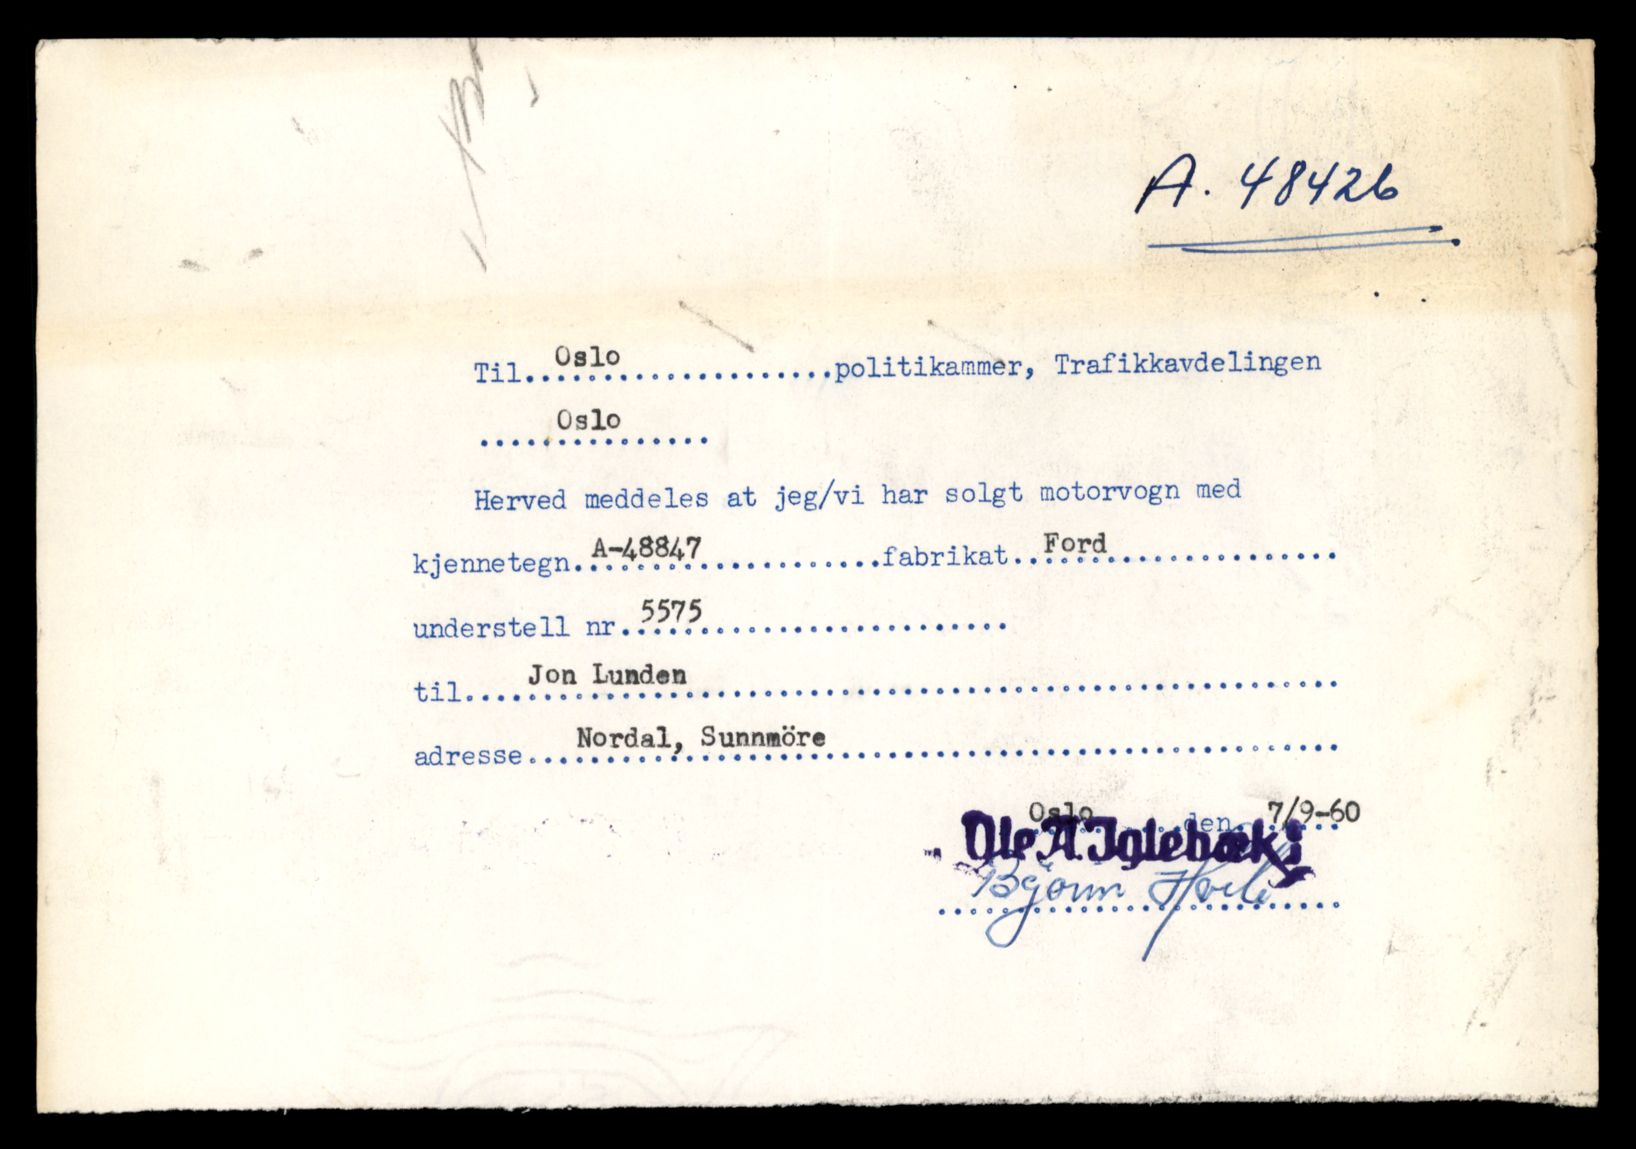 A. 48426
Til....Oslo....politikammer, Trafikkavdelingen
....Oslo....
Herved meddeles at jeg/vi har solgt motorvogn med
kjennetegn. A-48847....fabrikat..Ford....
understell nr. 5575....
til....Jon Lunden....
adresse....Nordal, Sunnmöre....
Oslo....den. 7/9-60
Ole A. Iglebæk
Bjørn